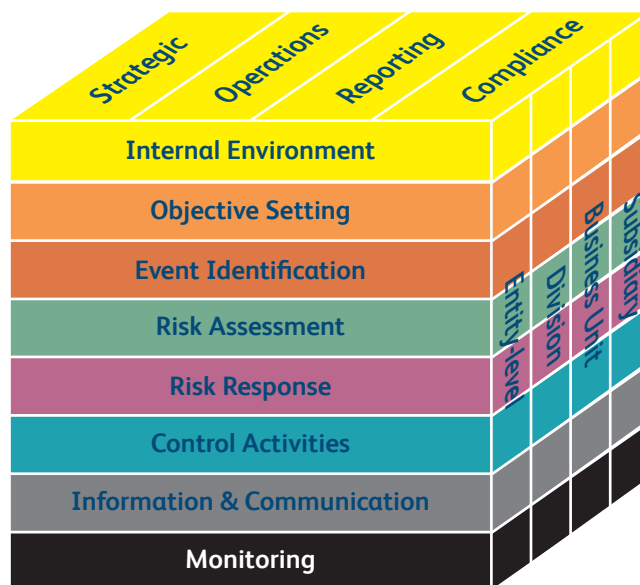 Strategic
Operations
Reporting
Compliance
Internal Environment
Objective Setting
Event Identification
Risk Assessment
Risk Response
Control Activities
Information & Communication
Monitoring
Entity-level
Division
Business Unit
Subsidiary